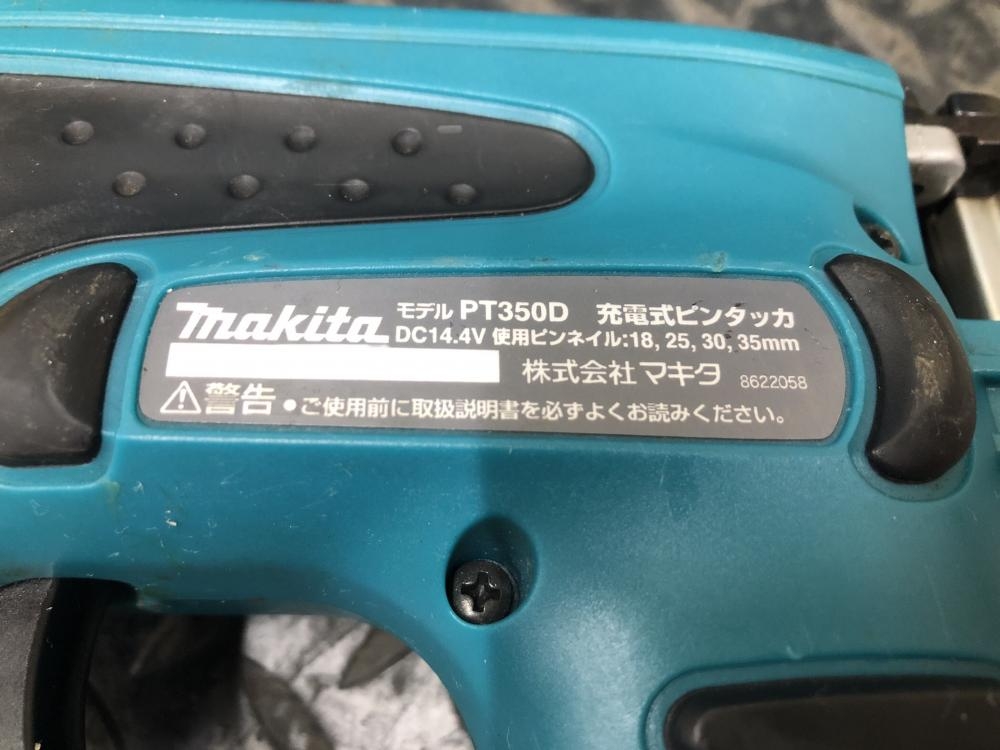 makita モデル PT350D 充電式ピンタッカ
DC14.4V 使用ピンネイル:18, 25, 30, 35mm
株式会社マキタ 8622058
警告 ●ご使用前に取扱説明書を必ずよくお読みください。